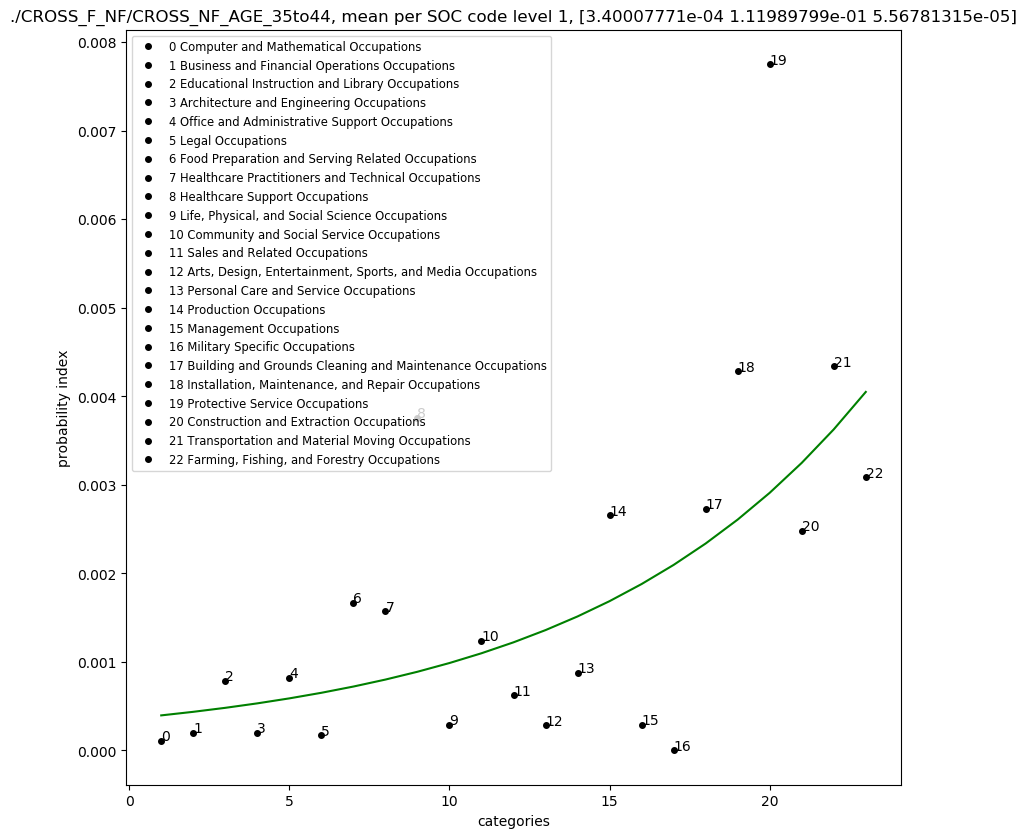 ./CROSS_F_NF/CROSS_NF_AGE_35to44, mean per SOC code level 1, [3.40007771e-04 1.11989799e-01 5.56781315e-05]
0 Computer and Mathematical Occupations
1 Business and Financial Operations Occupations
2 Educational Instruction and Library Occupations
3 Architecture and Engineering Occupations
4 Office and Administrative Support Occupations
5 Legal Occupations
6 Food Preparation and Serving Related Occupations
7 Healthcare Practitioners and Technical Occupations
8 Healthcare Support Occupations
9 Life, Physical, and Social Science Occupations
10 Community and Social Service Occupations
11 Sales and Related Occupations
12 Arts, Design, Entertainment, Sports, and Media Occupations
13 Personal Care and Service Occupations
14 Production Occupations
15 Management Occupations
16 Military Specific Occupations
17 Building and Grounds Cleaning and Maintenance Occupations
18 Installation, Maintenance, and Repair Occupations
19 Protective Service Occupations
20 Construction and Extraction Occupations
21 Transportation and Material Moving Occupations
22 Farming, Fishing, and Forestry Occupations
probability index
0.008
0.007
0.006
0.005
0.004
0.003
0.002
0.001
0.000
0
1
2
3
4
5
6
7
8
9
10
11
12
13
14
15
16
17
18
19
20
21
22
0 5 10 15 20
categories